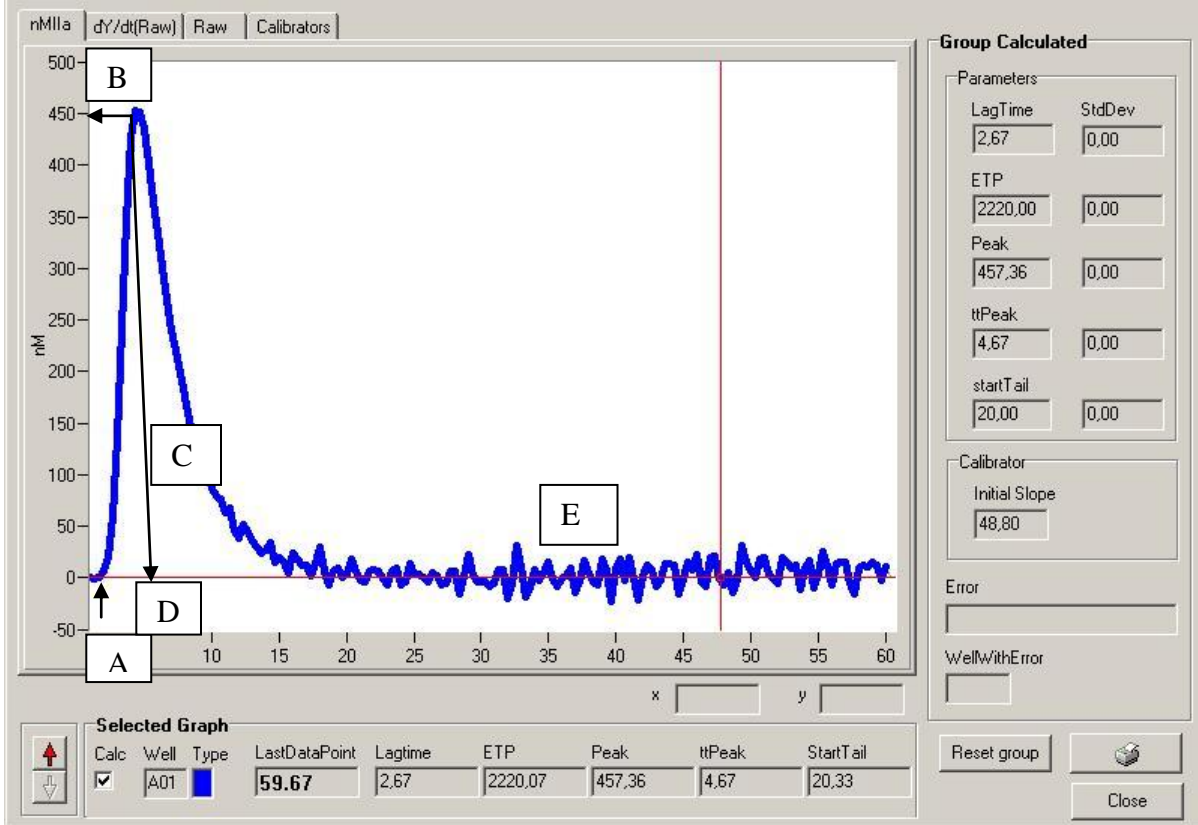 nMIIa dY/dt(Raw) Raw Calibrators
500
450
400
350
300
250
200
150
100
50
0
-50
nM
10 15 20 25 30 35 40 45 50 55 60
A
B
C
D
E
x y
Group Calculated
Parameters
LagTime StdDev
2,67 0,00
ETP
2220,00 0,00
Peak
457,36 0,00
ttPeak
4,67 0,00
startTail
20,00 0,00
Calibrator
Initial Slope
48,80
Error
WellWithError
Selected Graph
Calc Well Type LastDataPoint Lagtime ETP Peak ttPeak StartTail
A01 59.67 2,67 2220,07 457,36 4,67 20,33
Reset group
Close